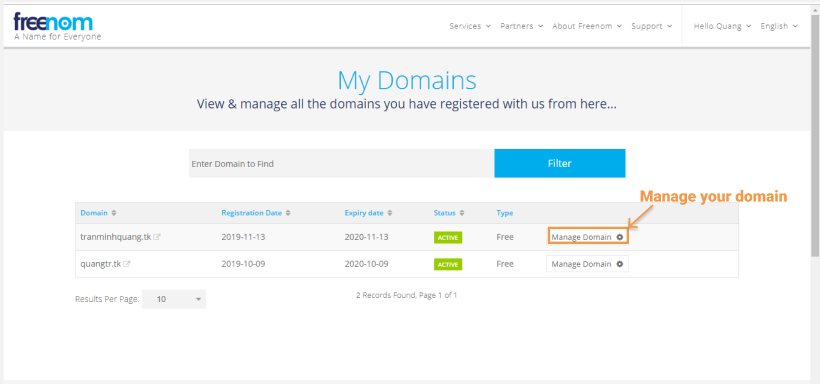 freenom
A Name for Everyone
Services Partners About Freenom Support Hello Quang English
My Domains
View & manage all the domains you have registered with us from here...
Enter Domain to Find Filter
Manage your domain
Domain Registration Date Expiry date Status Type
tranminhquang.tk 2019-11-13 2020-11-13 ACTIVE Free Manage Domain
quangtr.tk 2019-10-09 2020-10-09 ACTIVE Free Manage Domain
Results Per Page: 10 2 Records Found, Page 1 of 1